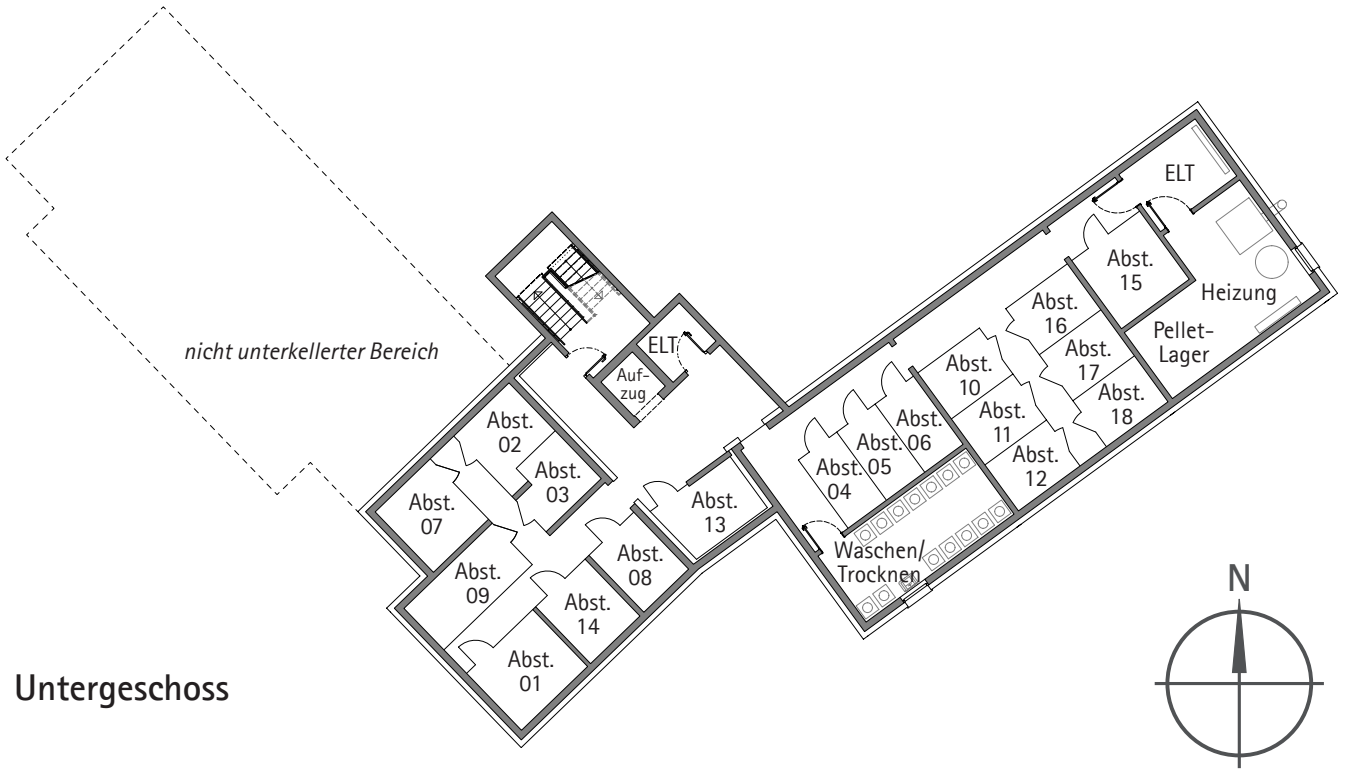 ELT
Abst.
15
Heizung
Abst.
16
Pellet-
Lager
Abst.
17
Abst.
18
nicht unterkellerter Bereich
ELT
Auf-
zug
Abst.
10
Abst.
11
Abst.
12
Abst.
06
Abst.
05
Abst.
04
Abst.
02
Abst.
03
Abst.
07
Abst.
13
Waschen/
Trocknen
Abst.
08
Abst.
09
Abst.
14
Abst.
01
N
Untergeschoss